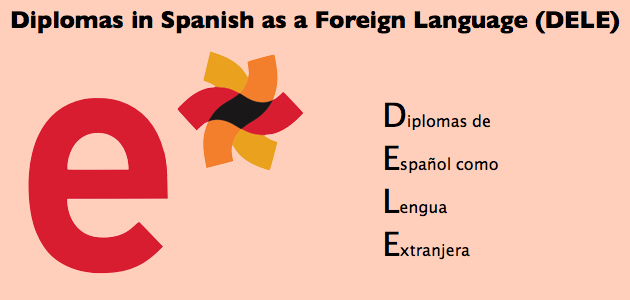 Diplomas in Spanish as a Foreign Language (DELE)
e
Diplomas de
Español como
Lengua
Extranjera